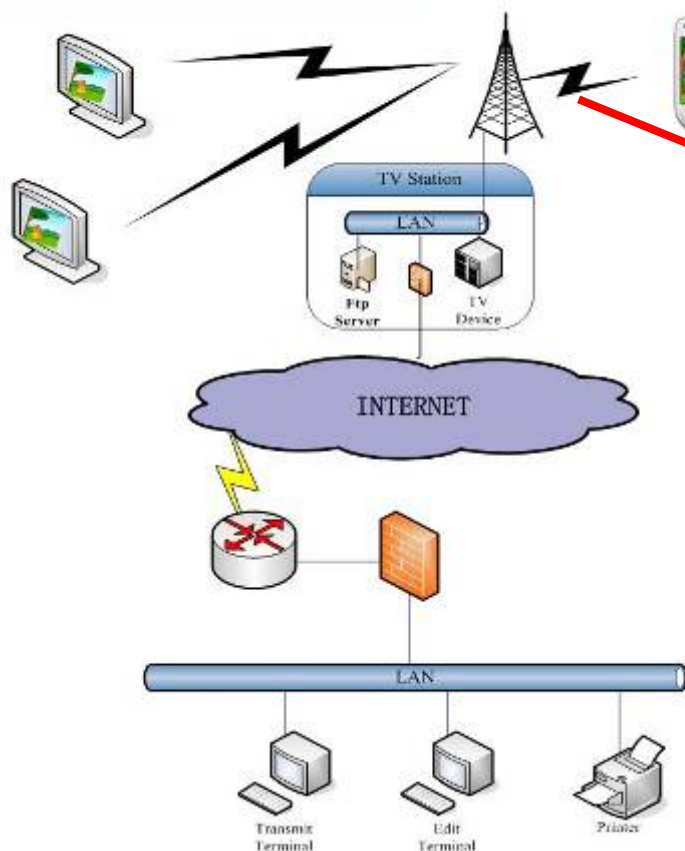 TV Station
LAN
Ftp
Server
TV
Device
INTERNET
LAN
Transmit
Terminal
Edit
Terminal
Printer